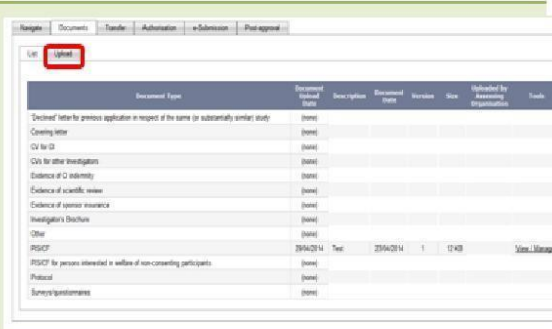 Navigate Documents Transfer Authorisation e-Submission Post-approval
List Upload
Document Type Document Upload Date Description Document Date Version Size Uploaded by Assessing Organisation Tools
"Declined" letter for previous application in respect of the same (or substantially similar) study (none)
Covering letter (none)
CV for CI (none)
CVs for other Investigators (none)
Evidence of CI indemnity (none)
Evidence of scientific review (none)
Evidence of sponsor insurance (none)
Investigator's Brochure (none)
Other (none)
PIS/CF 29/04/2014 Test 23/04/2014 1 12 KB View / Manag
PIS/CF for persons interested in welfare of non-consenting participants (none)
Protocol (none)
Surveys/questionnaires (none)